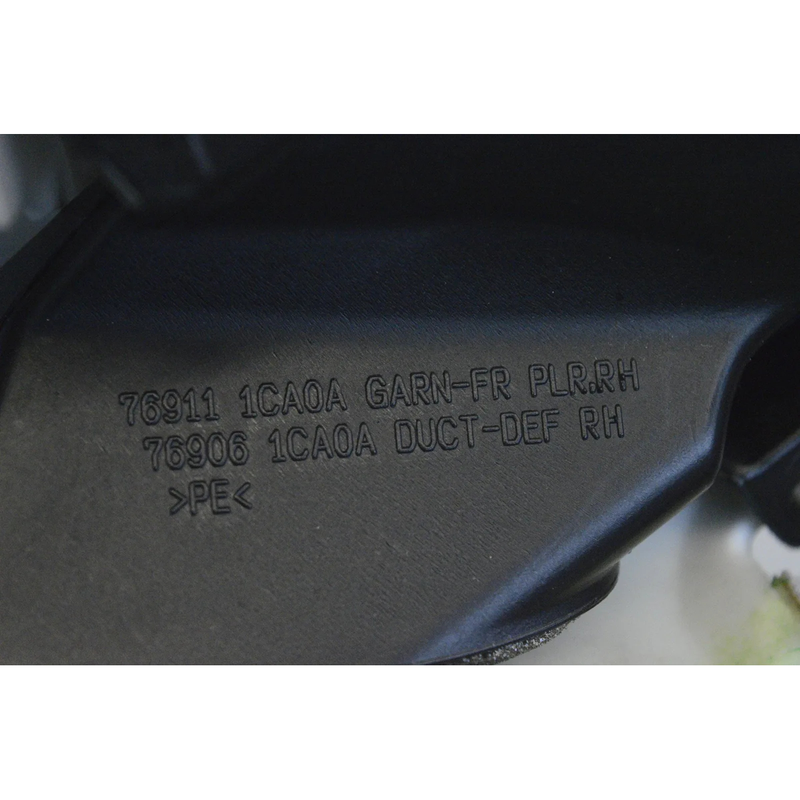 76911 1CA0A GARN-FR PLR.RH
76906 1CA0A DUCT-DEF RH
>PE<